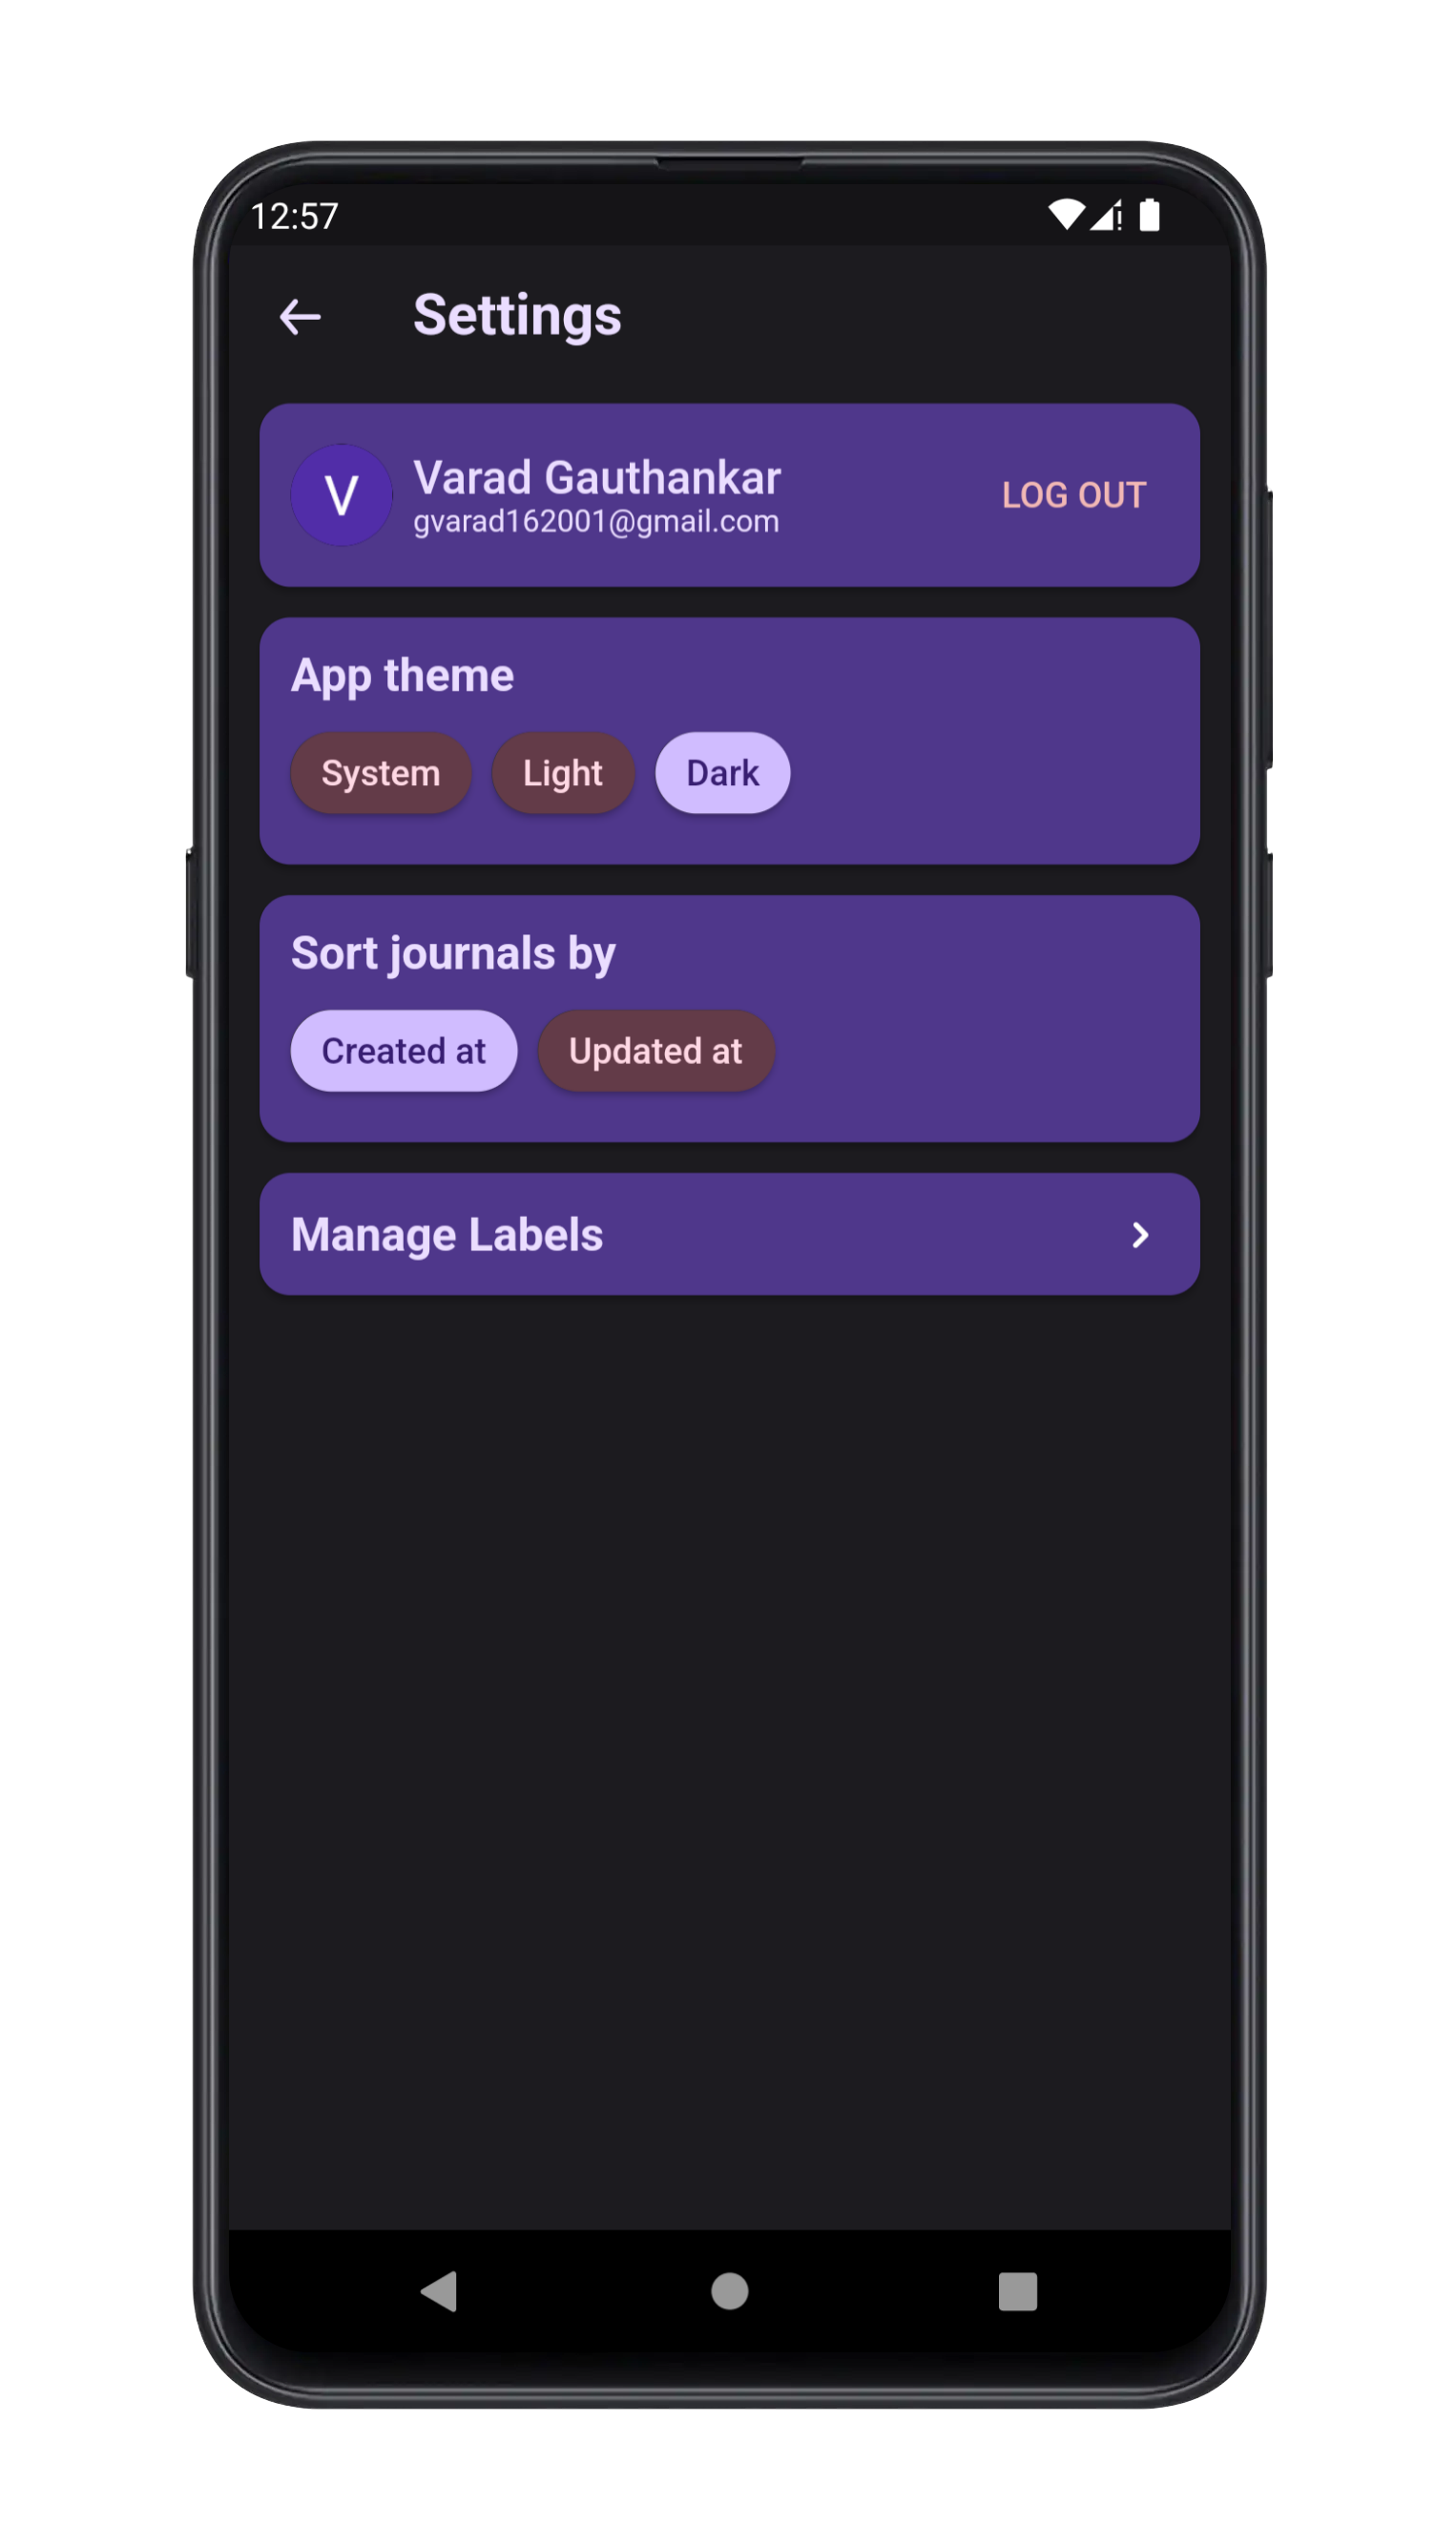 12:57
Settings
V
Varad Gauthankar
gvarad162001@gmail.com
LOG OUT
App theme
System Light Dark
Sort journals by
Created at Updated at
Manage Labels